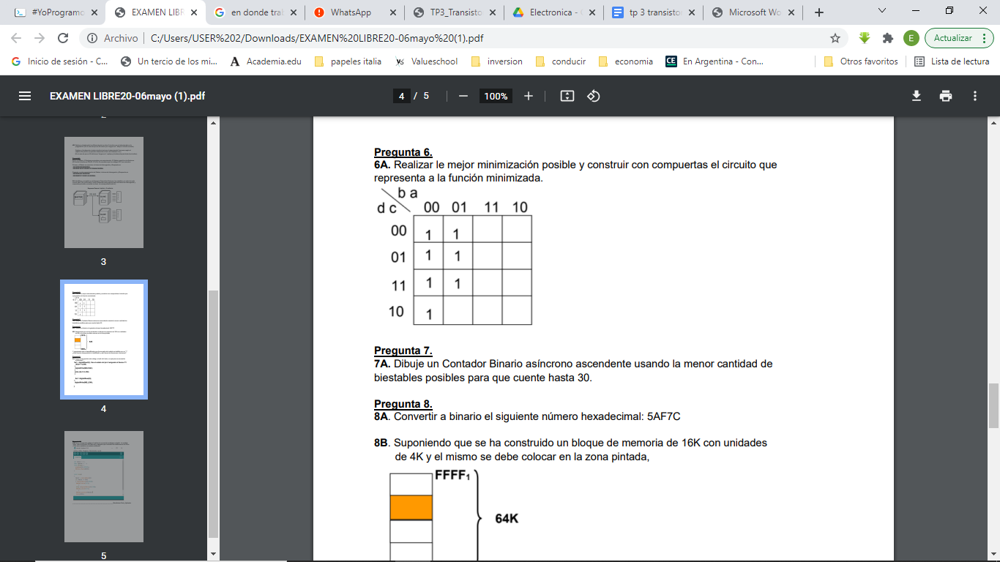 #YoProgramo
EXAMEN LIBR
en donde tra
WhatsApp
TP3_Transisto
Electronica -
tp 3 transisto
Microsoft Wo
Archivo
C:/Users/USER%202/Downloads/EXAMEN%20LIBRE20-06mayo%20(1).pdf
E
Actualizar
Inicio de sesión - C...
Un tercio de los mi...
Academia.edu
papeles italia
Valueschool
inversion
conducir
economia
En Argentina - Con...
Otros favoritos
Lista de lectura
EXAMEN LIBRE20-06mayo (1).pdf
4 / 5
100%
3
4
5
Pregunta 6.
6A. Realizar le mejor minimización posible y construir con compuertas el circuito que
representa a la función minimizada.
b a
d c 00 01 11 10
00 1 1
01 1 1
11 1 1
10 1
Pregunta 7.
7A. Dibuje un Contador Binario asíncrono ascendente usando la menor cantidad de
biestables posibles para que cuente hasta 30.
Pregunta 8.
8A. Convertir a binario el siguiente número hexadecimal: 5AF7C
8B. Suponiendo que se ha construido un bloque de memoria de 16K con unidades
de 4K y el mismo se debe colocar en la zona pintada,
FFFF₁
64K